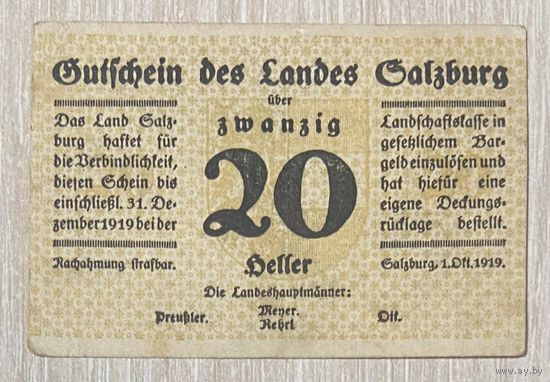 Gutschein des Landes Salzburg
über
zwanzig
20
Heller
Das Land Salz-
burg haftet für
die Verbindlichkeit,
diesen Schein bis
einschließl. 31. De-
zember 1919 bei der
Landschaftskasse in
gesetzlichem Bar-
geld einzulösen und
hat hiefür eine
eigene Deckungs-
rücklage bestellt.
Nachahmung strafbar.
Salzburg, 1. Okt. 1919.
Die Landeshauptmänner:
Preußler.
Meyer.
Rehrl
Ott.
www.ay.by